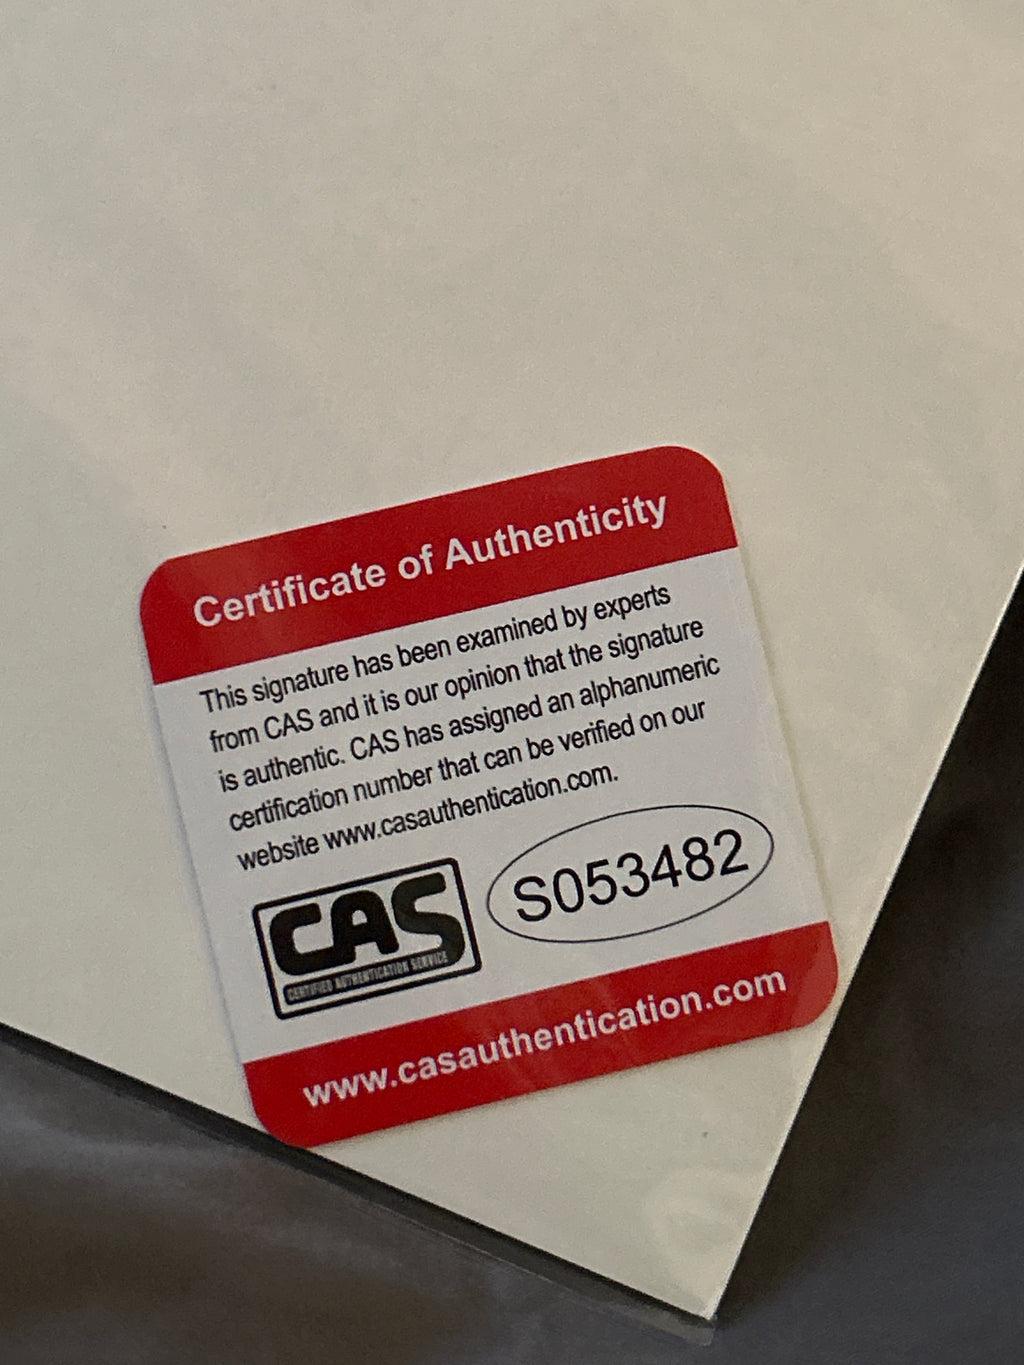 Certificate of Authenticity
This signature has been examined by experts
from CAS and it is our opinion that the signature
is authentic. CAS has assigned an alphanumeric
certification number that can be verified on our
website www.casauthentication.com.
CAS
CERTIFIED AUTHENTICATION SERVICE
S053482
www.casauthentication.com